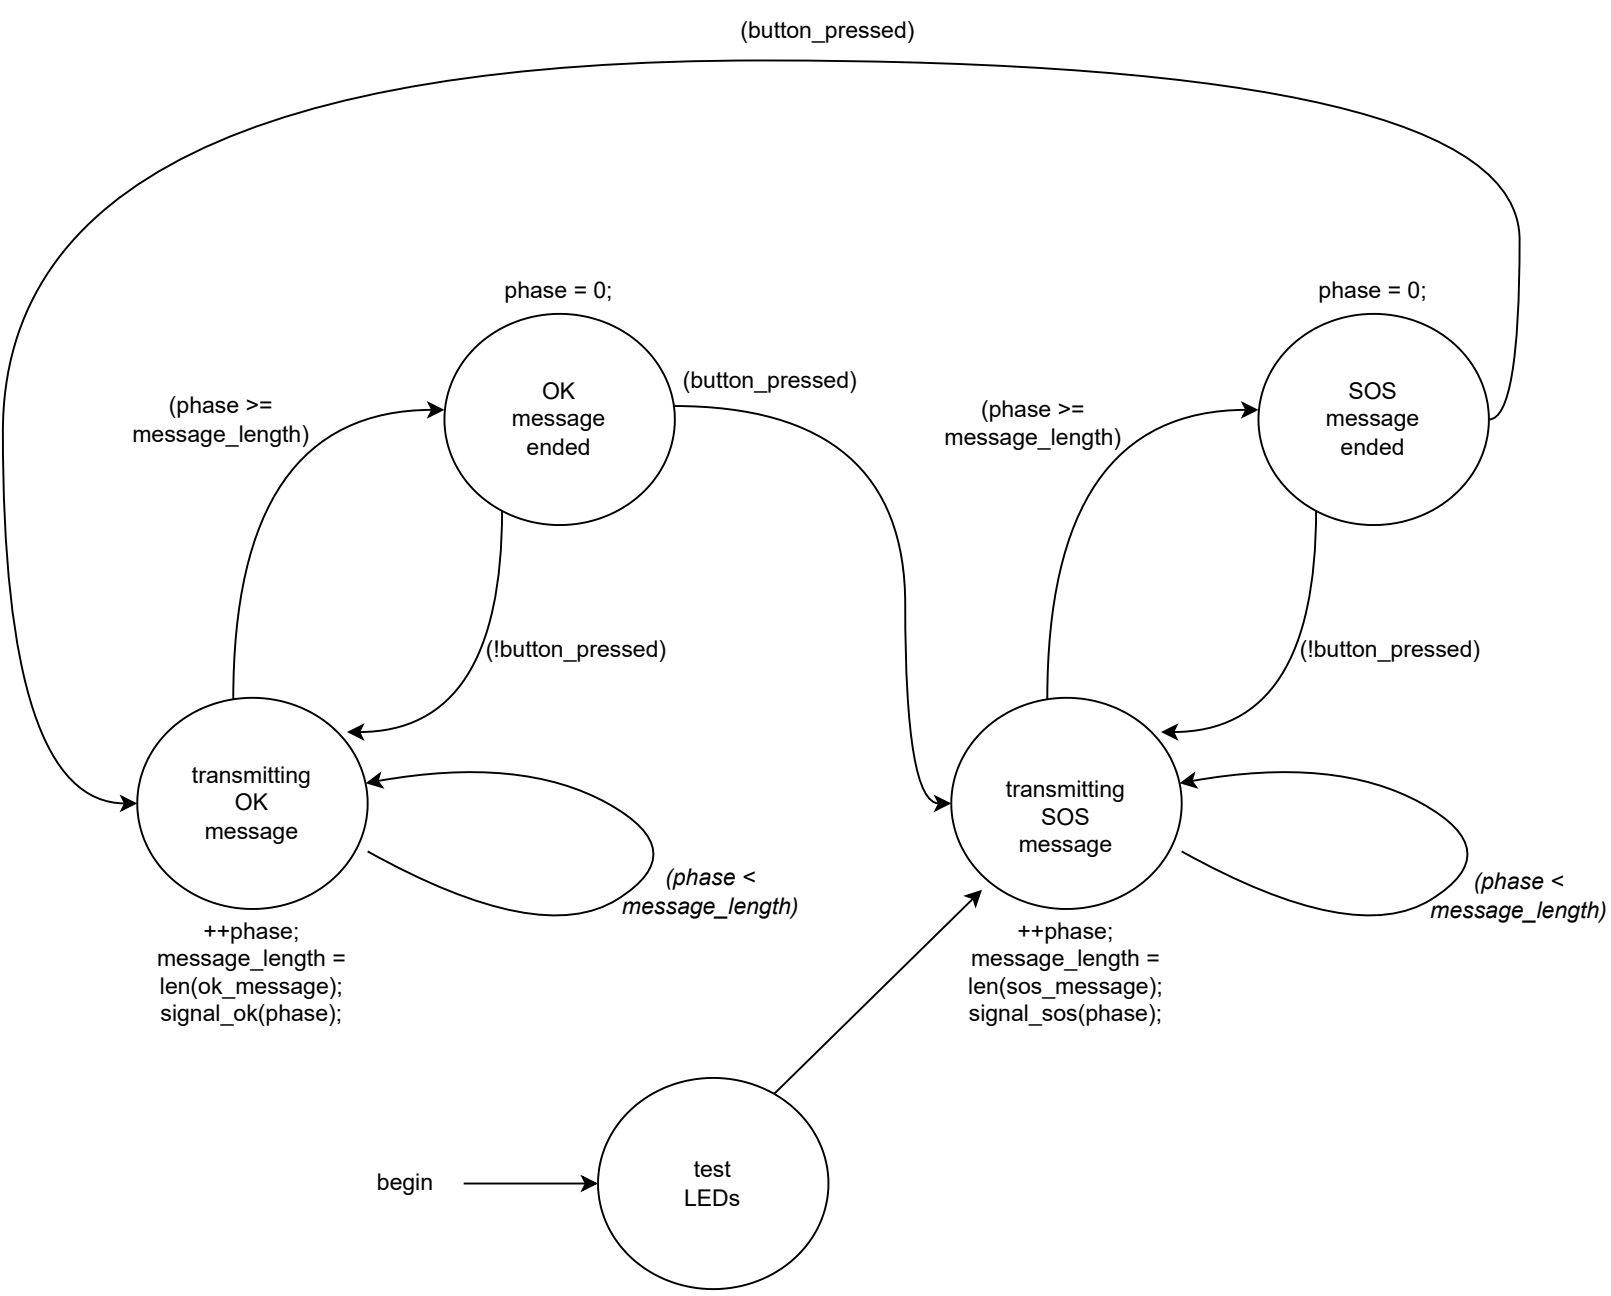 (button_pressed)
phase = 0;
phase = 0;
OK
message
ended
(button_pressed)
SOS
message
ended
(phase >=
message_length)
(phase >=
message_length)
(!button_pressed)
(!button_pressed)
transmitting
OK
message
transmitting
SOS
message
(phase <
message_length)
(phase <
message_length)
++phase;
message_length =
len(ok_message);
signal_ok(phase);
++phase;
message_length =
len(sos_message);
signal_sos(phase);
begin
test
LEDs